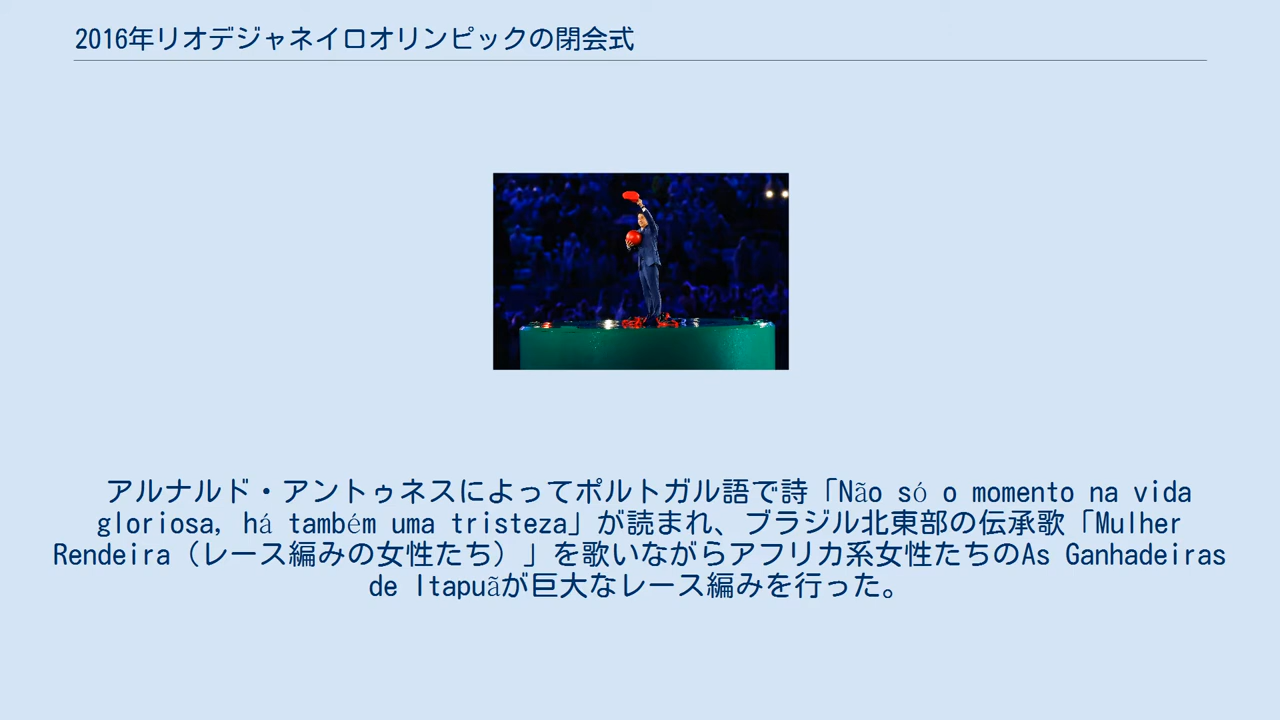 2016年リオデジャネイロオリンピックの閉会式
アルナルド・アントゥネスによってポルトガル語で詩「Não só o momento na vida
gloriosa, há também uma tristeza」が読まれ、ブラジル北東部の伝承歌「Mulher
Rendeira（レース編みの女性たち）」を歌いながらアフリカ系女性たちのAs Ganhadeiras
de Itapuãが巨大なレース編みを行った。